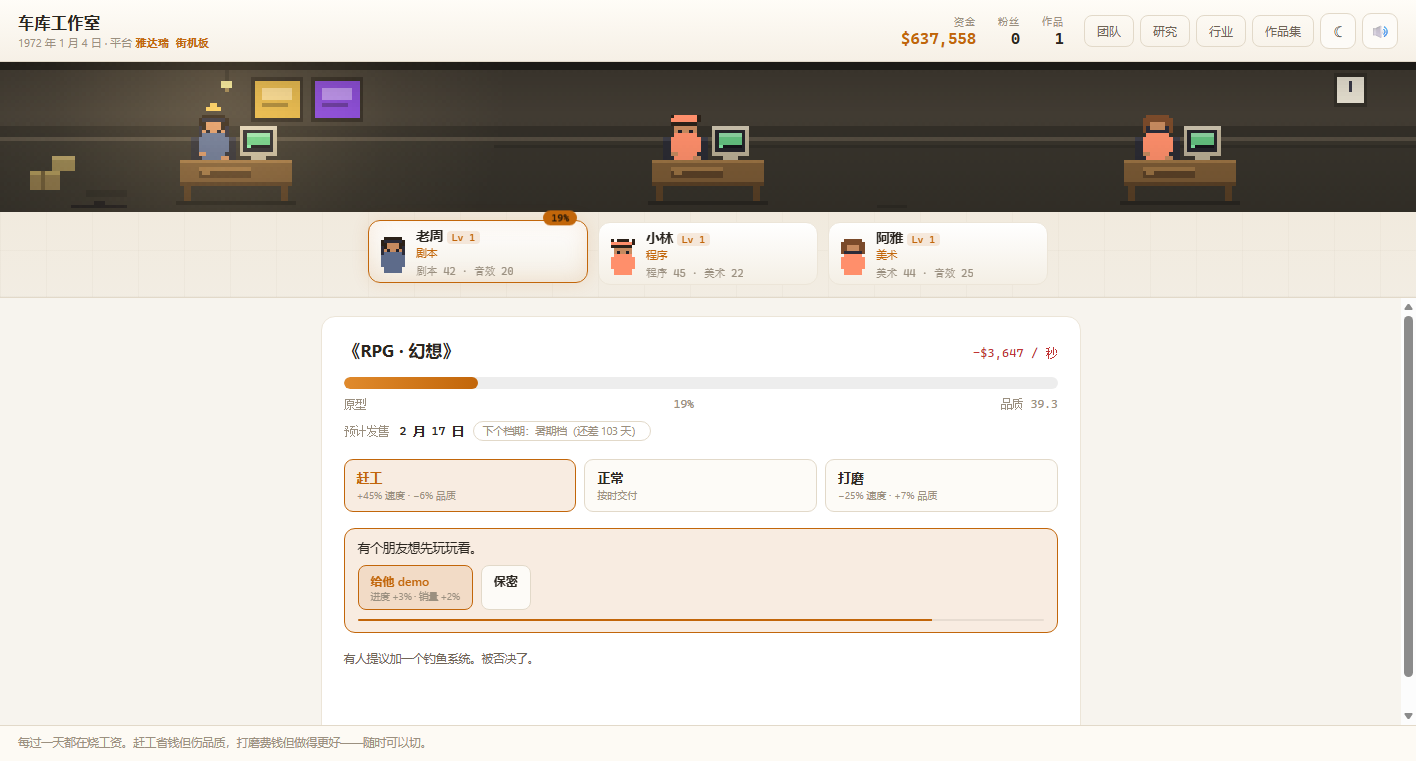 车库工作室
1972 年 1 月 4 日 · 平台 雅达瑞 街机板
资金
$637,558
粉丝
0
作品
1
团队
研究
行业
作品集
19%
老周 Lv 1
剧本
剧本 42 · 音效 20
小林 Lv 1
程序
程序 45 · 美术 22
阿雅 Lv 1
美术
美术 44 · 音效 25
《RPG · 幻想》
−$3,647 / 秒
原型
19%
品质 39.3
预计发售 2 月 17 日 下个档期：暑期档（还差 103 天）
赶工
+45% 速度 · −6% 品质
正常
按时交付
打磨
−25% 速度 · +7% 品质
有个朋友想先玩玩看。
给他 demo
进度 +3% · 销量 +2%
保密
有人提议加一个钓鱼系统。被否决了。
每过一天都在烧工资。赶工省钱但伤品质，打磨费钱但做得更好——随时可以切。